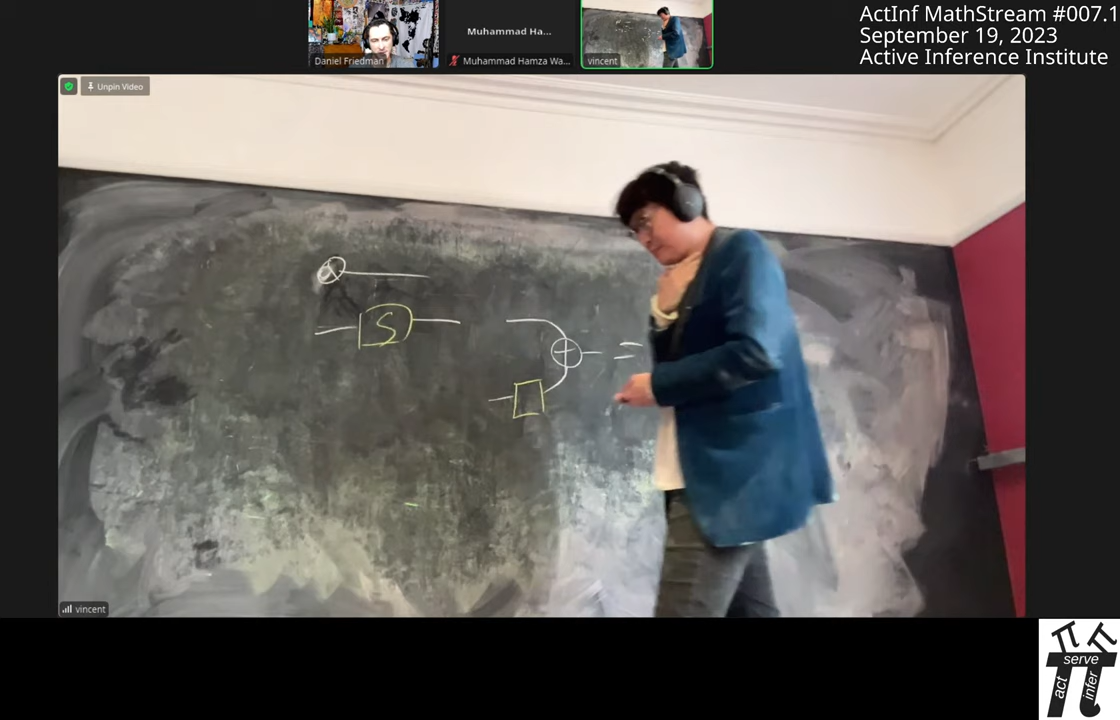 ActInf MathStream #007.1
September 19, 2023
Active Inference Institute
Muhammad Ha...
Daniel Friedman
Muhammad Hamza Wa...
vincent
Unpin Video
S
+ =
vincent
π π
serve
act
infer